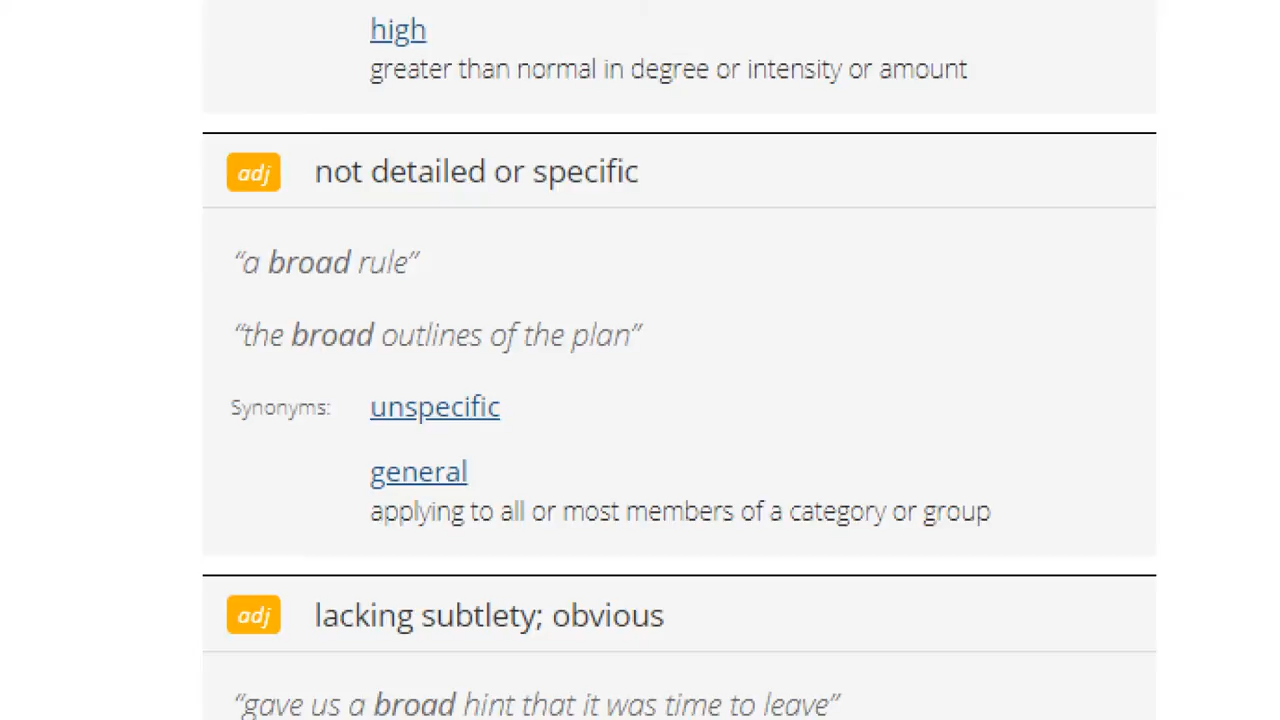 high
greater than normal in degree or intensity or amount
adj not detailed or specific
“a broad rule”
“the broad outlines of the plan”
Synonyms: unspecific
general
applying to all or most members of a category or group
adj lacking subtlety; obvious
“gave us a broad hint that it was time to leave”